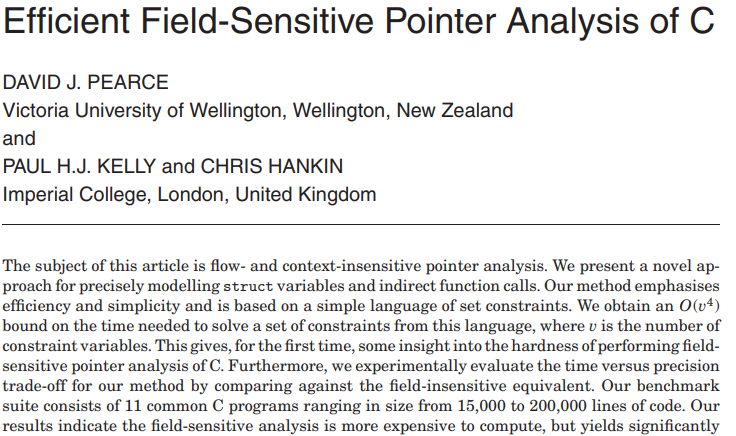 Efficient Field-Sensitive Pointer Analysis of C
DAVID J. PEARCE
Victoria University of Wellington, Wellington, New Zealand
and
PAUL H.J. KELLY and CHRIS HANKIN
Imperial College, London, United Kingdom
The subject of this article is flow- and context-insensitive pointer analysis. We present a novel ap-
proach for precisely modelling struct variables and indirect function calls. Our method emphasises
efficiency and simplicity and is based on a simple language of set constraints. We obtain an O(v⁴)
bound on the time needed to solve a set of constraints from this language, where v is the number of
constraint variables. This gives, for the first time, some insight into the hardness of performing field-
sensitive pointer analysis of C. Furthermore, we experimentally evaluate the time versus precision
trade-off for our method by comparing against the field-insensitive equivalent. Our benchmark
suite consists of 11 common C programs ranging in size from 15,000 to 200,000 lines of code. Our
results indicate the field-sensitive analysis is more expensive to compute, but yields significantly